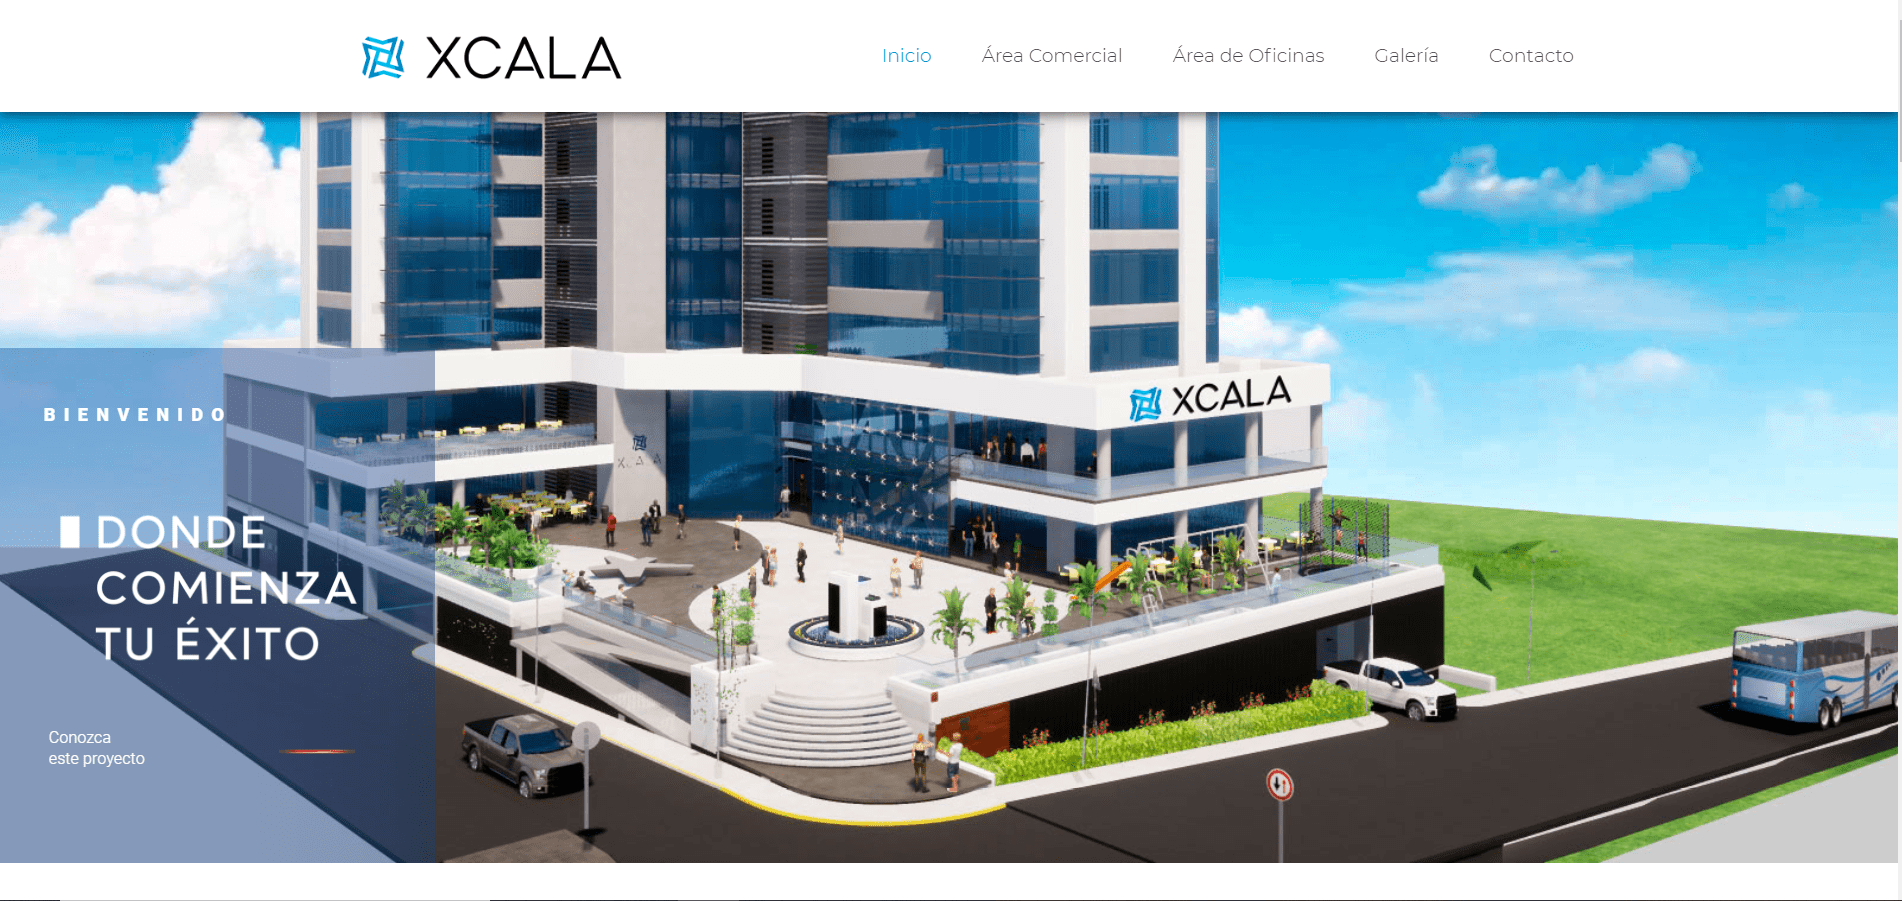 XCALA
Inicio
Área Comercial
Área de Oficinas
Galería
Contacto
XCALA
BIENVENIDO
DONDE
COMIENZA
TU ÉXITO
Conozca
este proyecto